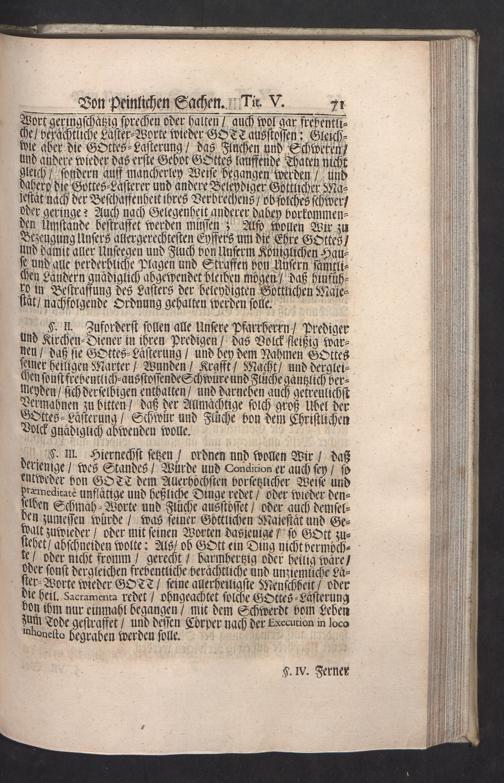 Von Peinlichen Sachen. Tit. V. 71
Wort geringschätzig sprechen oder halten / auch wol gar freventli-
che / verächtliche Läster-Worte wieder GOTT ausstossen: Gleich-
wie aber die GOttes-Lästerung / das Fluchen und Schweren /
und andere wieder das erste Gebot GOttes lauffende Thaten nicht
gleich / sondern auff mancherley Weise begangen werden / und
dahero die Gottes-Lästerer und andere Beleydiger Göttlicher Ma-
jestät nach der Beschaffenheit ihres Verbrechens / ob solches schwer /
oder geringe? Auch nach Gelegenheit anderer dabey vorkommen-
den Umstände bestraffet werden müssen; Also wollen Wir zu
Bezeugung Unsers allergerechtesten Eyffers um die Ehre GOttes /
und damit aller Unseegen und Fluch von Unserm Königlichen Hau-
se und alle verderbliche Plagen und Straffen von Unsern sämtli-
chen Ländern gnädiglich abgewendet bleiben mögen / daß hinfüh-
ro in Bestraffung des Lasters der beleydigten Göttlichen Maje-
stät / nachfolgende Ordnung gehalten werden solle.
§. II. Zuforderst sollen alle Unsere Pfarrherrn / Prediger
und Kirchen-Diener in ihren Predigen / das Volck fleißig war-
nen / daß sie GOttes-Lästerung / und bey dem Nahmen GOttes
seiner heiligen Marter / Wunden / Krafft / Macht / und derglei-
chen sonst freventlich-ausstossende Schwüre und Flüche gäntzlich ver-
meyden / sich derselbigen enthalten / und darneben auch getreulichst
Vermahnen zu bitten / daß der Allmächtige solch groß Ubel der
GOttes-Lästerung / Schwür und Flüche von dem Christlichen
Volck gnädiglich abwenden wolle.
§. III. Hiernechst setzen / ordnen und wollen Wir / daß
derjenige / wes Standes / Würde und Condition er auch sey / so
entweder von GOTT dem Allerhöchsten vorsetzlicher Weise und
præmeditatè unflätige und heßliche Dinge redet / oder wieder den-
selben Schmäh-Worte und Flüche ausstösset / oder auch demsel-
ben zumessen würde / was seiner Göttlichen Majestät und Ge-
walt zuwieder / oder mit seinen Worten dasjenige / so GOtt zu-
stehet / abschneiden wolte: Als / ob GOtt ein Ding nicht vermöch-
te / oder nicht fromm / gerecht / barmhertzig oder heilig wäre /
oder sonst dergleichen freventliche verächtliche und unziemliche Lä-
ster-Worte wieder GOTT / seine allerheiligste Menschheit / oder
die heil. Sacramenta redet / ohngeachtet solche GOttes-Lästerung
von ihm nur einmahl begangen / mit dem Schwerdt vom Leben
zum Tode gestraffet / und dessen Cörper nach der Execution in loco
inhonesto begraben werden solle.
§. IV. Ferner